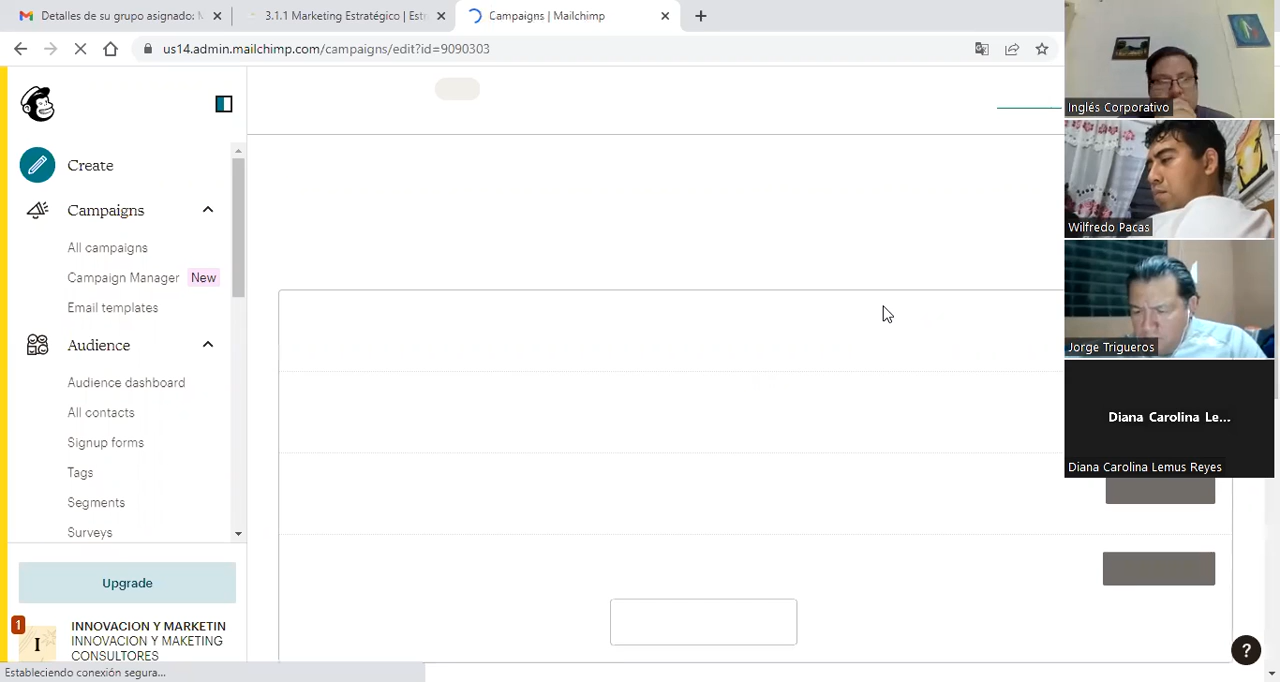 Detalles de su grupo asignado: M
3.1.1 Marketing Estratégico | Estr
Campaigns | Mailchimp
us14.admin.mailchimp.com/campaigns/edit?id=9090303
Create
Campaigns
All campaigns
Campaign Manager New
Email templates
Audience
Audience dashboard
All contacts
Signup forms
Tags
Segments
Surveys
Upgrade
1
I
INNOVACION Y MARKETIN
INNOVACION Y MAKETING
CONSULTORES
Estableciendo conexión segura...
?
Inglés Corporativo
Wilfredo Pacas
Jorge Trigueros
Diana Carolina Le...
Diana Carolina Lemus Reyes